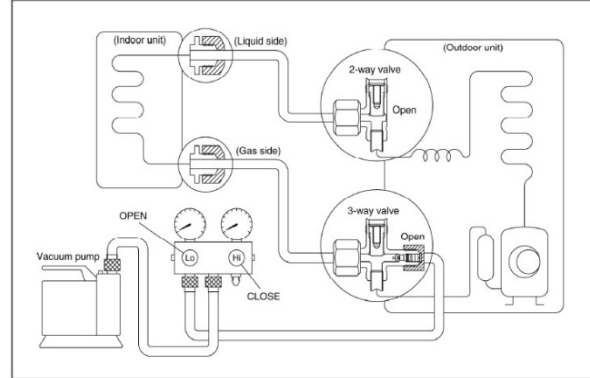 (Indoor unit)
(Liquid side)
(Outdoor unit)
2-way valve
Open
(Gas side)
3-way valve
Open
OPEN
Lo
Hi
Vacuum pump
CLOSE